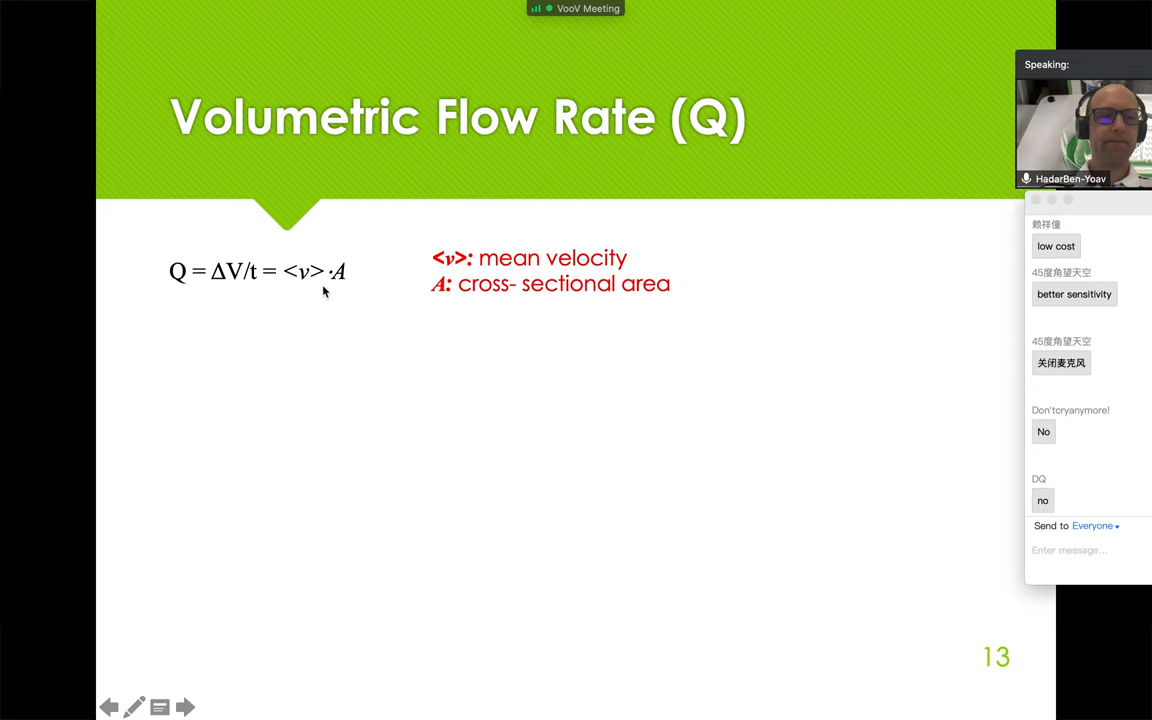 VooV Meeting
Volumetric Flow Rate (Q)
Q = ΔV/t = <v>·A
<v>: mean velocity
A: cross- sectional area
13
Speaking:
HadarBen-Yoav
赖祥僮
low cost
45度角望天空
better sensitivity
45度角望天空
关闭麦克风
Don'tcryanymore!
No
DQ
no
Send to Everyone
Enter message...